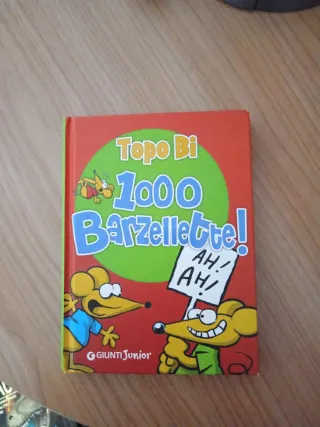 Topo Bi
1000
Barzellette!
AH!
AH!
G GIUNTI Junior